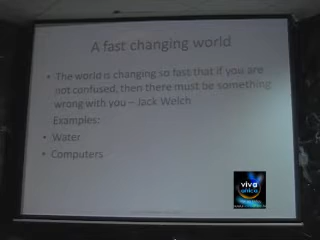 A fast changing world
• The world is changing so fast that if you are
not confused, then there must be something
wrong with you – Jack Welch
Examples:
• Water
• Computers
viva